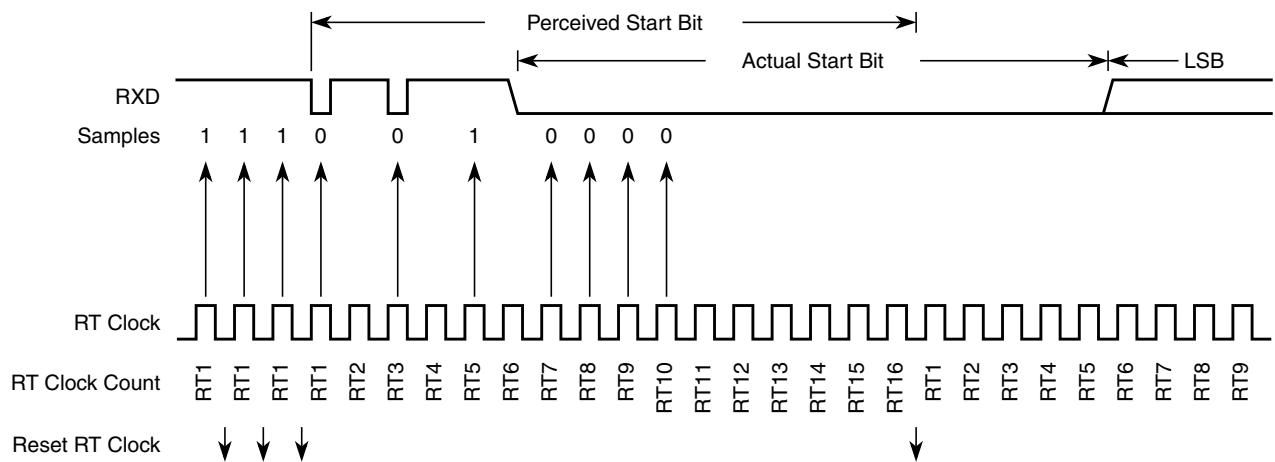 Perceived Start Bit
Actual Start Bit
LSB
RXD
Samples 1 1 1 0 0 1 0 0 0 0
RT Clock
RT Clock Count RT1 RT1 RT1 RT1 RT2 RT3 RT4 RT5 RT6 RT7 RT8 RT9 RT10 RT11 RT12 RT13 RT14 RT15 RT16 RT1 RT2 RT3 RT4 RT5 RT6 RT7 RT8 RT9
Reset RT Clock